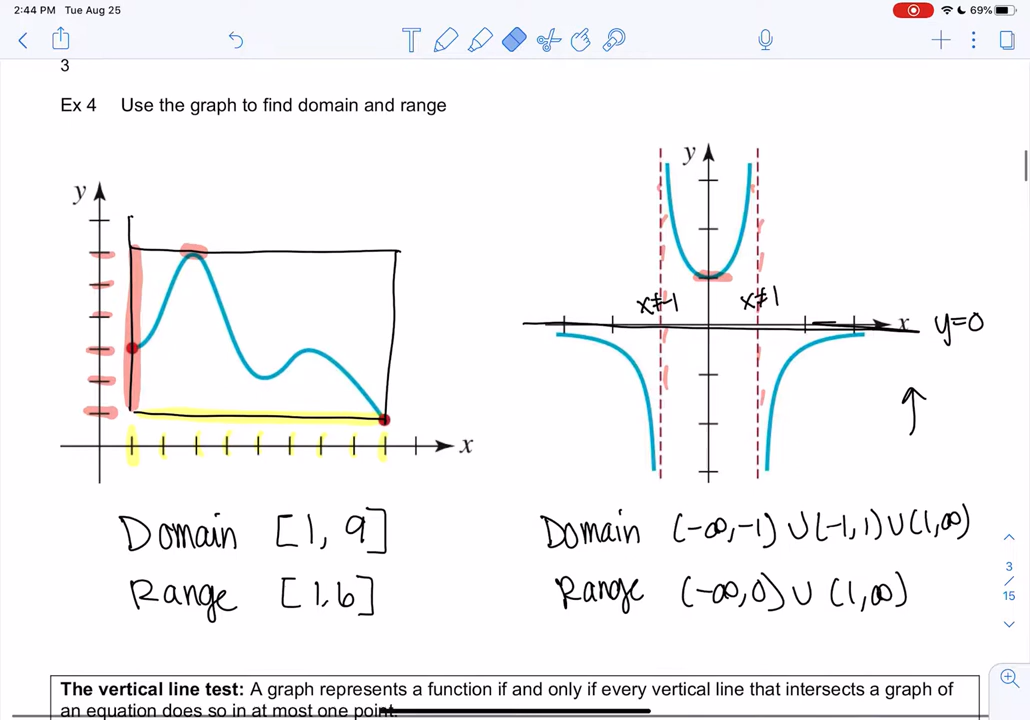 2:44 PM Tue Aug 25
69%
3
Ex 4 Use the graph to find domain and range
y
x
y
x≠-1
x≠1
x
y=0
Domain [1, 9]
Range [1,6]
Domain (-∞,-1) ∪ (-1,1) ∪ (1,∞)
Range (-∞,0) ∪ (1,∞)
3
/
15
The vertical line test: A graph represents a function if and only if every vertical line that intersects a graph of
an equation does so in at most one point.